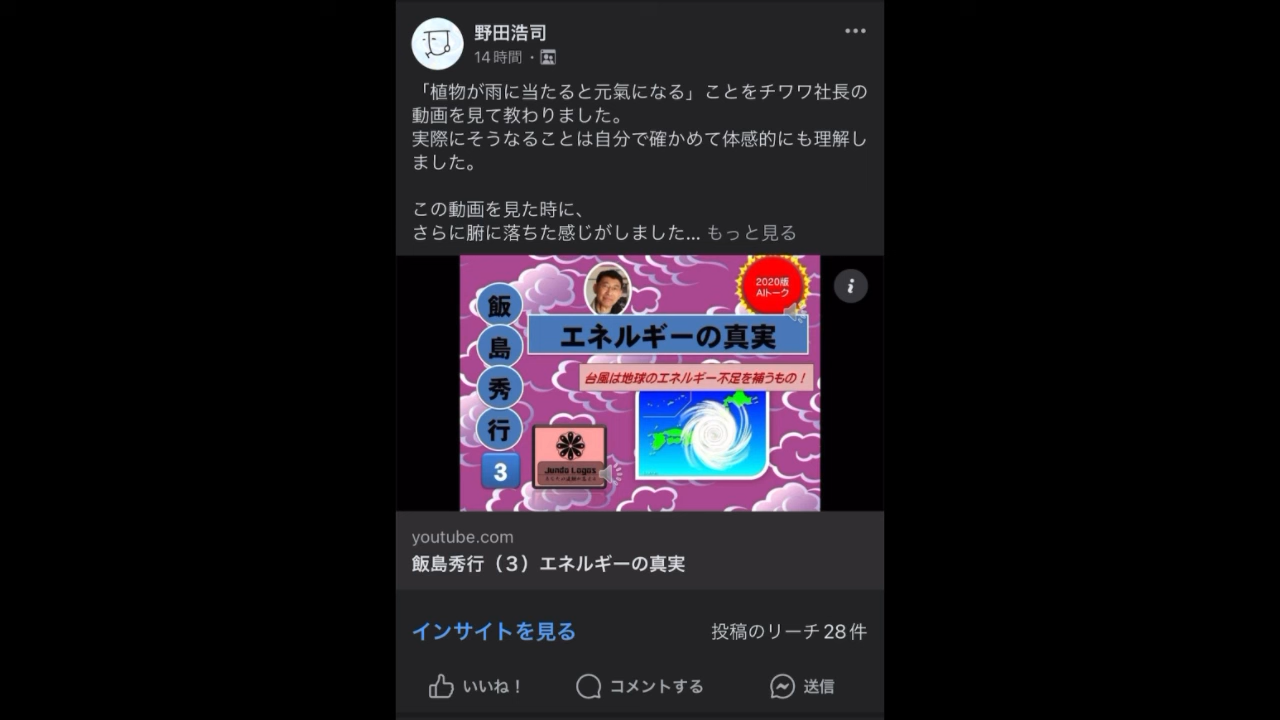 野田浩司
14時間・
「植物が雨に当たると元氣になる」ことをチワワ社長の
動画を見て教わりました。
実際にそうなることは自分で確かめて体感的にも理解し
ました。
この動画を見た時に、
さらに腑に落ちた感じがしました... もっと見る
2020版
AIトーク
飯島秀行
3
エネルギーの真実
台風は地球のエネルギー不足を補うもの！
Junda Logos
youtube.com
飯島秀行（３）エネルギーの真実
インサイトを見る
投稿のリーチ28件
いいね！
コメントする
送信